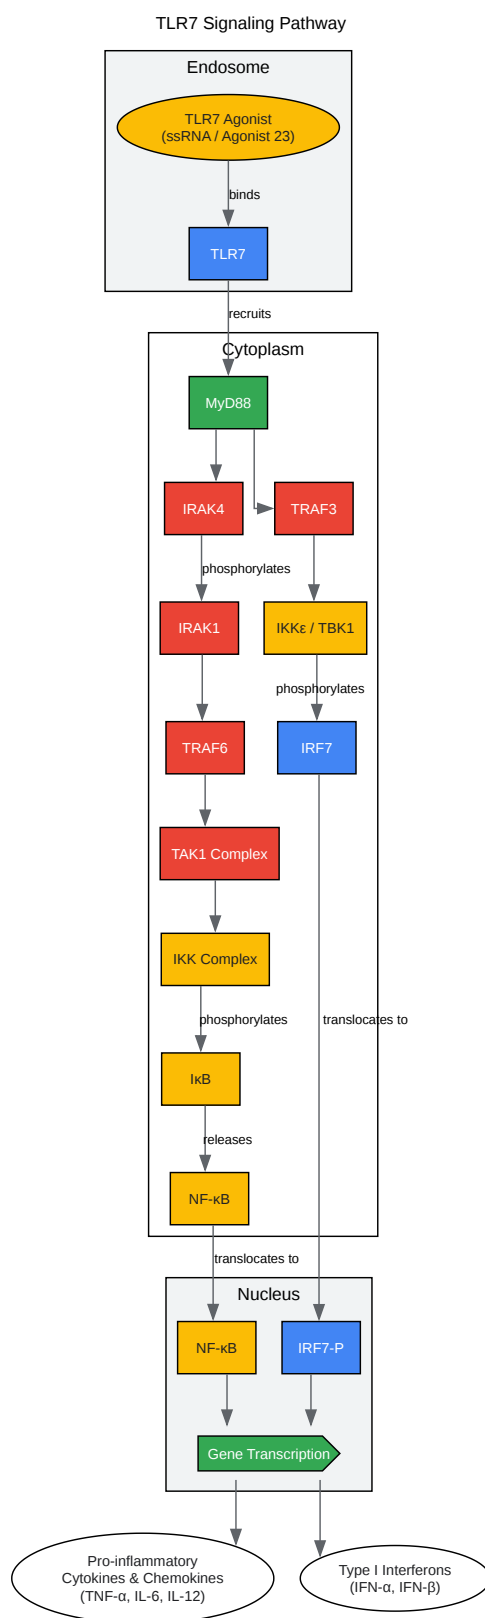 TLR7 Signaling Pathway
Endosome
TLR7 Agonist
(ssRNA / Agonist 23)
binds
TLR7
recruits
Cytoplasm
MyD88
IRAK4
TRAF3
phosphorylates
IRAK1
IKKε / TBK1
phosphorylates
TRAF6
IRF7
TAK1 Complex
IKK Complex
phosphorylates
translocates to
IκB
releases
NF-κB
translocates to
Nucleus
NF-κB
IRF7-P
Gene Transcription
Pro-inflammatory
Cytokines & Chemokines
(TNF-α, IL-6, IL-12)
Type I Interferons
(IFN-α, IFN-β)